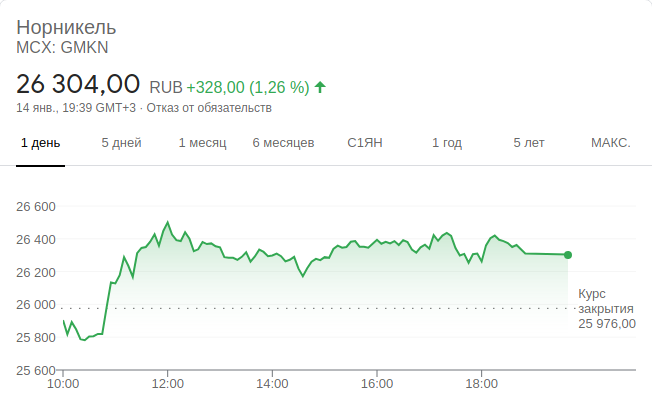 Норникель
MCX: GMKN
26 304,00 RUB +328,00 (1,26 %)
14 янв., 19:39 GMT+3 · Отказ от обязательств
1 день 5 дней 1 месяц 6 месяцев С1ЯН 1 год 5 лет МАКС.
26 600
26 400
26 200
26 000
25 800
25 600
Курс
закрытия
25 976,00
10:00 12:00 14:00 16:00 18:00